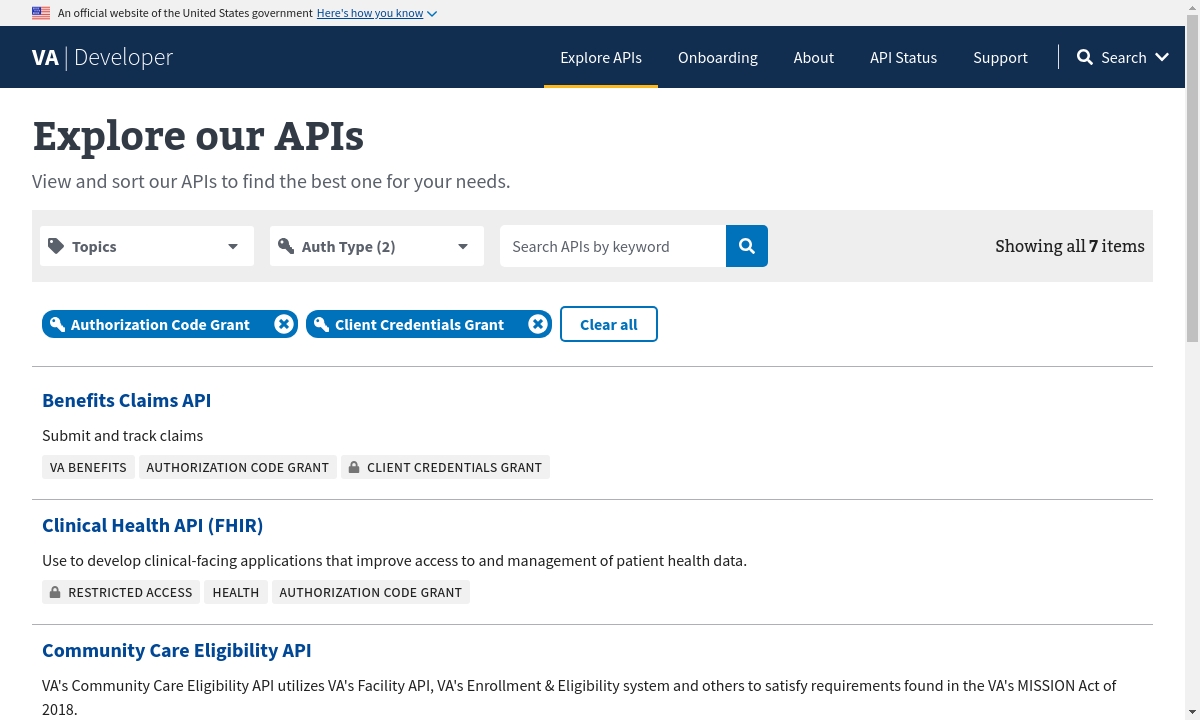 An official website of the United States government Here's how you know
VA | Developer
Explore APIs
Onboarding
About
API Status
Support
Search
Explore our APIs
View and sort our APIs to find the best one for your needs.
Topics
Auth Type (2)
Search APIs by keyword
Showing all 7 items
Authorization Code Grant
Client Credentials Grant
Clear all
Benefits Claims API
Submit and track claims
VA BENEFITS
AUTHORIZATION CODE GRANT
CLIENT CREDENTIALS GRANT
Clinical Health API (FHIR)
Use to develop clinical-facing applications that improve access to and management of patient health data.
RESTRICTED ACCESS
HEALTH
AUTHORIZATION CODE GRANT
Community Care Eligibility API
VA's Community Care Eligibility API utilizes VA's Facility API, VA's Enrollment & Eligibility system and others to satisfy requirements found in the VA's MISSION Act of
2018.